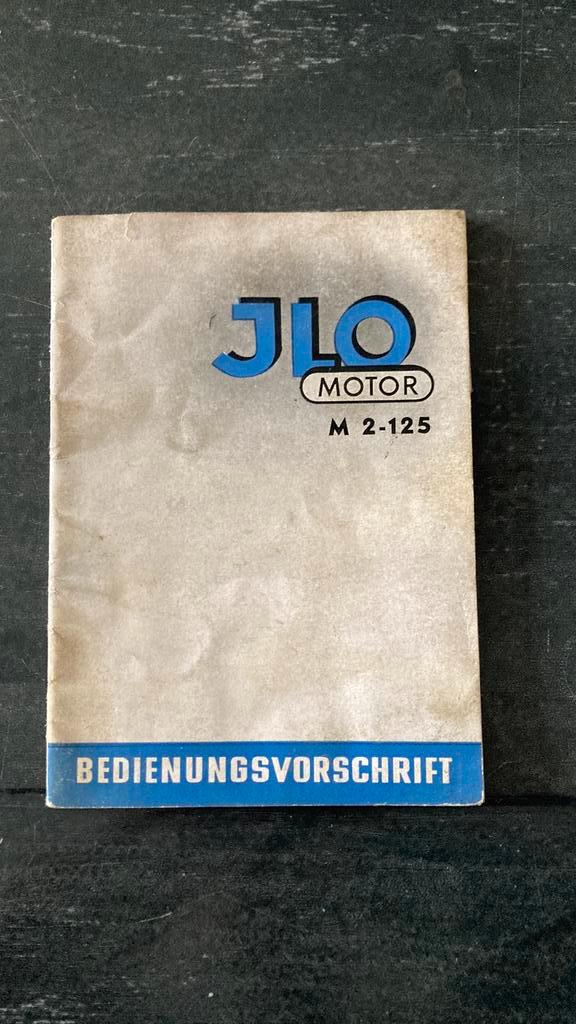 JLO
MOTOR
M 2-125
BEDIENUNGSVORSCHRIFT